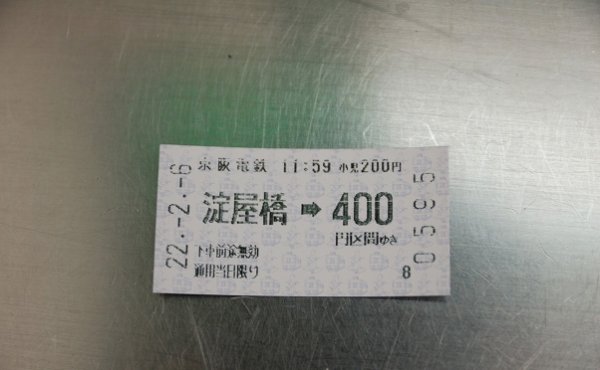 22.-2.-6
京阪電鉄 11:59 小児200円
淀屋橋 ➡ 400
円区間ゆき
下車前途無効
通用当日限り
8
0595